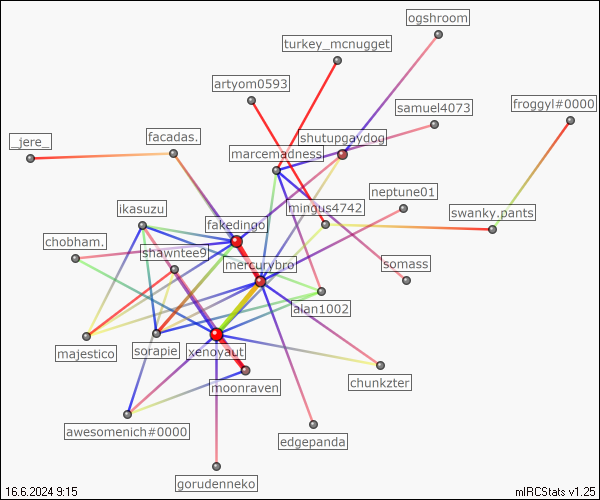 ogshroom
turkey_mcnugget
artyom0593
froggyl#0000
samuel4073
_jere_
facadas.
shutupgaydog
marcemadness
neptune01
ikasuzu
mingus4742
swanky.pants
fakedingo
chobham.
shawntee9
mercurybro
somass
alan1002
majestico
sorapie
xenoyaut
chunkzter
moonraven
awesomenich#0000
edgepanda
gorudenneko
16.6.2024 9:15
mIRCStats v1.25